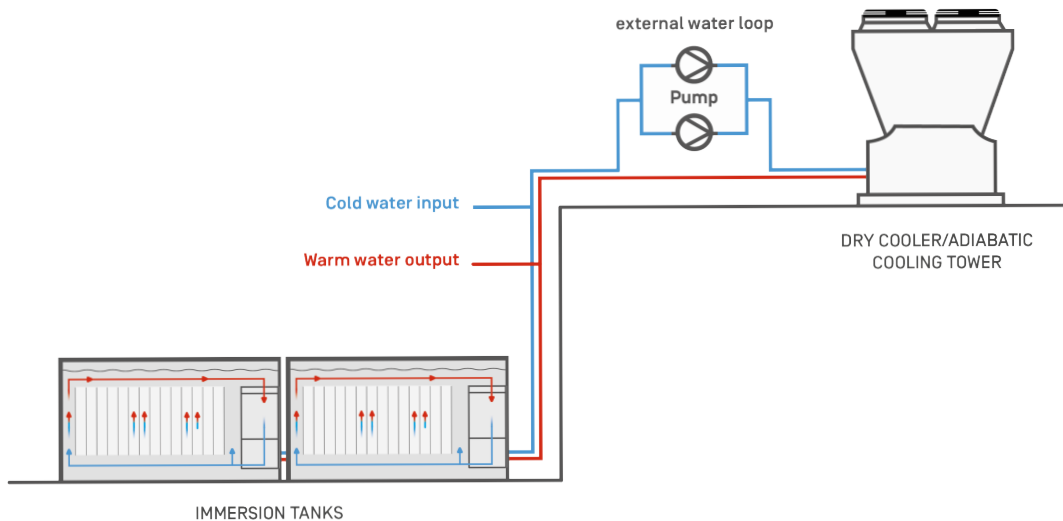 external water loop
Pump
Cold water input
Warm water output
DRY COOLER/ADIABATIC
COOLING TOWER
IMMERSION TANKS